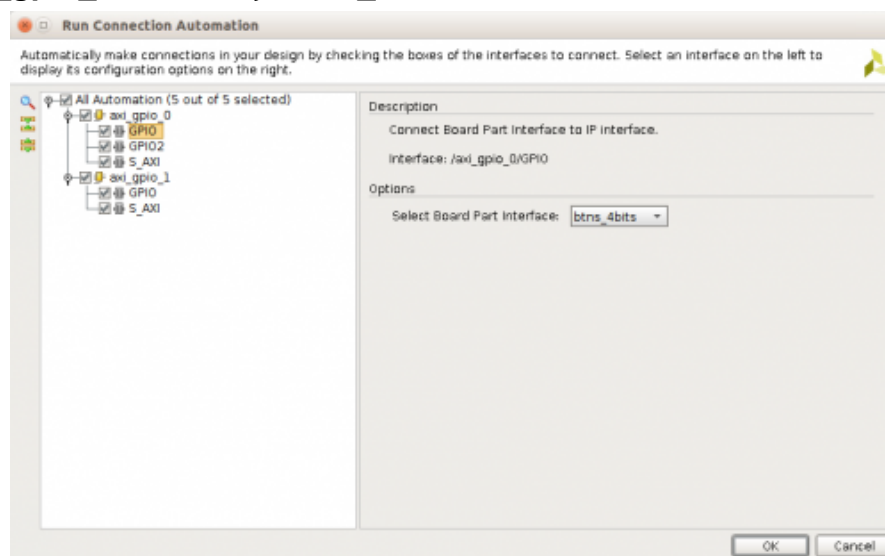 Run Connection Automation
Automatically make connections in your design by checking the boxes of the interfaces to connect. Select an interface on the left to
display its configuration options on the right.
All Automation (5 out of 5 selected)
axi_gpio_0
GPIO
GPIO2
S_AXI
axi_gpio_1
GPIO
S_AXI
Description
Connect Board Part Interface to IP interface.
Interface: /axi_gpio_0/GPIO
Options
Select Board Part Interface: btns_4bits
OK Cancel